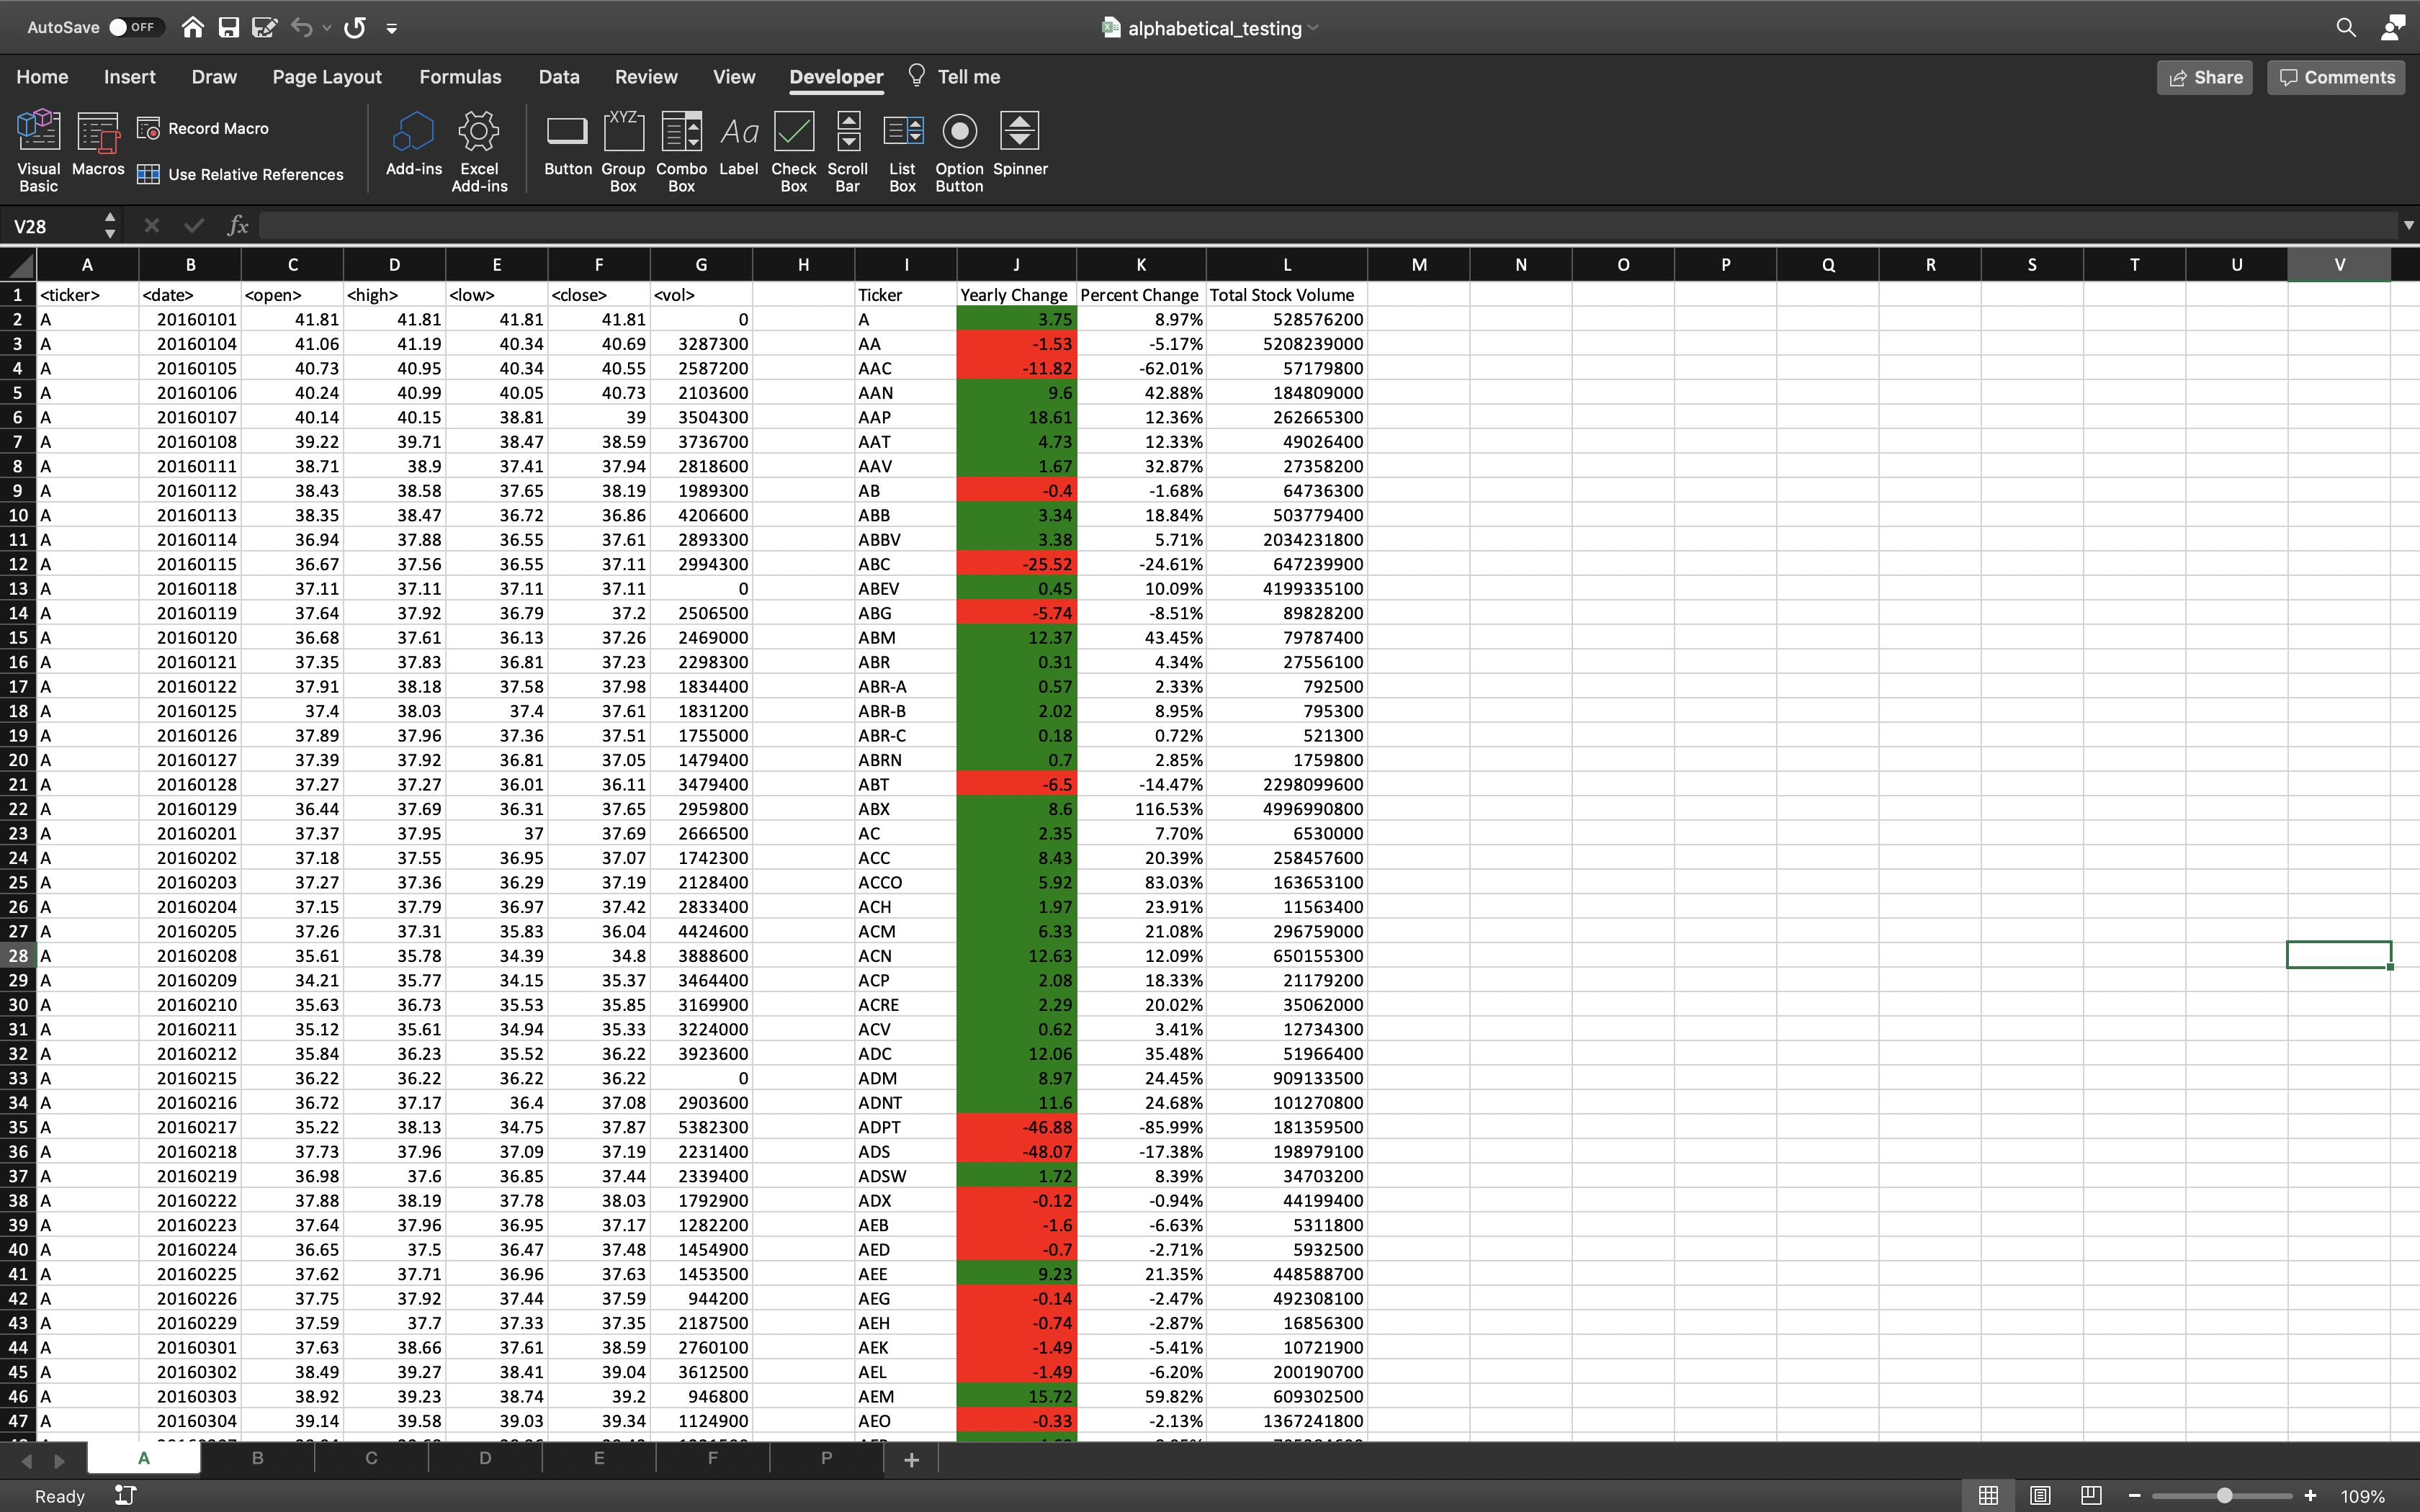 AutoSave OFF alphabetical_testing
Home Insert Draw Page Layout Formulas Data Review View Developer Tell me Share Comments
Visual Basic Macros Record Macro Use Relative References Add-ins Excel Add-ins Button Group Box Combo Box Label Check Box Scroll Bar List Box Option Button Spinner
XYZ Aa
V28 fx
A B C D E F G H I J K L M N O P Q R S T U V
1 <ticker> <date> <open> <high> <low> <close> <vol> Ticker Yearly Change Percent Change Total Stock Volume
2 A 20160101 41.81 41.81 41.81 41.81 0 A 3.75 8.97% 528576200
3 A 20160104 41.06 41.19 40.34 40.69 3287300 AA -1.53 -5.17% 5208239000
4 A 20160105 40.73 40.95 40.34 40.55 2587200 AAC -11.82 -62.01% 57179800
5 A 20160106 40.24 40.99 40.05 40.73 2103600 AAN 9.6 42.88% 184809000
6 A 20160107 40.14 40.15 38.81 39 3504300 AAP 18.61 12.36% 262665300
7 A 20160108 39.22 39.71 38.47 38.59 3736700 AAT 4.73 12.33% 49026400
8 A 20160111 38.71 38.9 37.41 37.94 2818600 AAV 1.67 32.87% 27358200
9 A 20160112 38.43 38.58 37.65 38.19 1989300 AB -0.4 -1.68% 64736300
10 A 20160113 38.35 38.47 36.72 36.86 4206600 ABB 3.34 18.84% 503779400
11 A 20160114 36.94 37.88 36.55 37.61 2893300 ABBV 3.38 5.71% 2034231800
12 A 20160115 36.67 37.56 36.55 37.11 2994300 ABC -25.52 -24.61% 647239900
13 A 20160118 37.11 37.11 37.11 37.11 0 ABEV 0.45 10.09% 4199335100
14 A 20160119 37.64 37.92 36.79 37.2 2506500 ABG -5.74 -8.51% 89828200
15 A 20160120 36.68 37.61 36.13 37.26 2469000 ABM 12.37 43.45% 79787400
16 A 20160121 37.35 37.83 36.81 37.23 2298300 ABR 0.31 4.34% 27556100
17 A 20160122 37.91 38.18 37.58 37.98 1834400 ABR-A 0.57 2.33% 792500
18 A 20160125 37.4 38.03 37.4 37.61 1831200 ABR-B 2.02 8.95% 795300
19 A 20160126 37.89 37.96 37.36 37.51 1755000 ABR-C 0.18 0.72% 521300
20 A 20160127 37.39 37.92 36.81 37.05 1479400 ABRN 0.7 2.85% 1759800
21 A 20160128 37.27 37.27 36.01 36.11 3479400 ABT -6.5 -14.47% 2298099600
22 A 20160129 36.44 37.69 36.31 37.65 2959800 ABX 8.6 116.53% 4996990800
23 A 20160201 37.37 37.95 37 37.69 2666500 AC 2.35 7.70% 6530000
24 A 20160202 37.18 37.55 36.95 37.07 1742300 ACC 8.43 20.39% 258457600
25 A 20160203 37.27 37.36 36.29 37.19 2128400 ACCO 5.92 83.03% 163653100
26 A 20160204 37.15 37.79 36.97 37.42 2833400 ACH 1.97 23.91% 11563400
27 A 20160205 37.26 37.31 35.83 36.04 4424600 ACM 6.33 21.08% 296759000
28 A 20160208 35.61 35.78 34.39 34.8 3888600 ACN 12.63 12.09% 650155300
29 A 20160209 34.21 35.77 34.15 35.37 3464400 ACP 2.08 18.33% 21179200
30 A 20160210 35.63 36.73 35.53 35.85 3169900 ACRE 2.29 20.02% 35062000
31 A 20160211 35.12 35.61 34.94 35.33 3224000 ACV 0.62 3.41% 12734300
32 A 20160212 35.84 36.23 35.52 36.22 3923600 ADC 12.06 35.48% 51966400
33 A 20160215 36.22 36.22 36.22 36.22 0 ADM 8.97 24.45% 909133500
34 A 20160216 36.72 37.17 36.4 37.08 2903600 ADNT 11.6 24.68% 101270800
35 A 20160217 35.22 38.13 34.75 37.87 5382300 ADPT -46.88 -85.99% 181359500
36 A 20160218 37.73 37.96 37.09 37.19 2231400 ADS -48.07 -17.38% 198979100
37 A 20160219 36.98 37.6 36.85 37.44 2339400 ADSW 1.72 8.39% 34703200
38 A 20160222 37.88 38.19 37.78 38.03 1792900 ADX -0.12 -0.94% 44199400
39 A 20160223 37.64 37.96 36.95 37.17 1282200 AEB -1.6 -6.63% 5311800
40 A 20160224 36.65 37.5 36.47 37.48 1454900 AED -0.7 -2.71% 5932500
41 A 20160225 37.62 37.71 36.96 37.63 1453500 AEE 9.23 21.35% 448588700
42 A 20160226 37.75 37.92 37.44 37.59 944200 AEG -0.14 -2.47% 492308100
43 A 20160229 37.59 37.7 37.33 37.35 2187500 AEH -0.74 -2.87% 16856300
44 A 20160301 37.63 38.66 37.61 38.59 2760100 AEK -1.49 -5.41% 10721900
45 A 20160302 38.49 39.27 38.41 39.04 3612500 AEL -1.49 -6.20% 200190700
46 A 20160303 38.92 39.23 38.74 39.2 946800 AEM 15.72 59.82% 609302500
47 A 20160304 39.14 39.58 39.03 39.34 1124900 AEO -0.33 -2.13% 1367241800
A B C D E F P +
Ready 109%